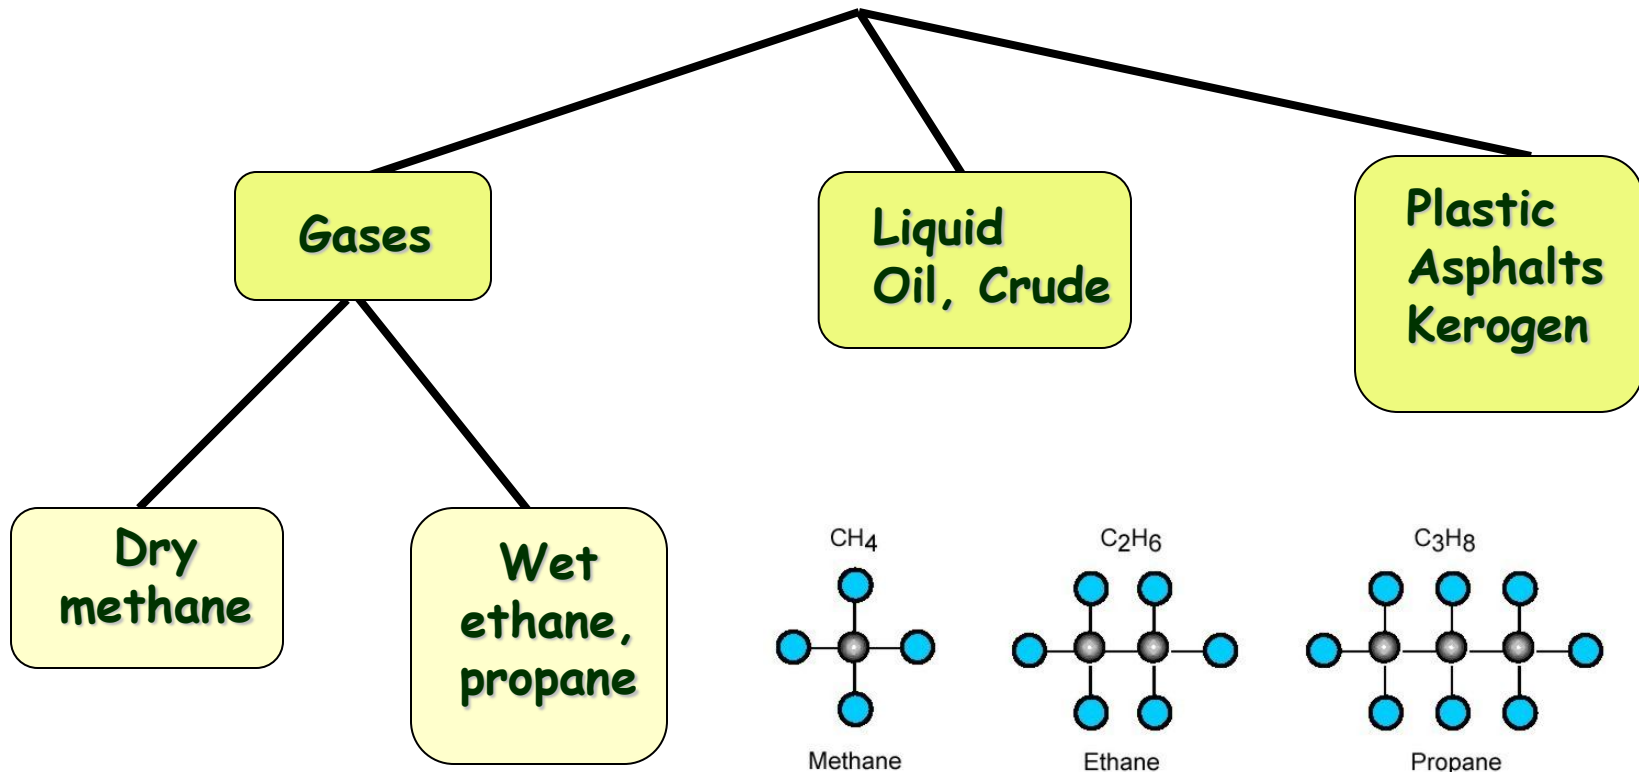 Gases
Liquid
Oil, Crude
Plastic
Asphalts
Kerogen
Dry
methane
Wet
ethane,
propane
CH4
C2H6
C3H8
Methane
Ethane
Propane